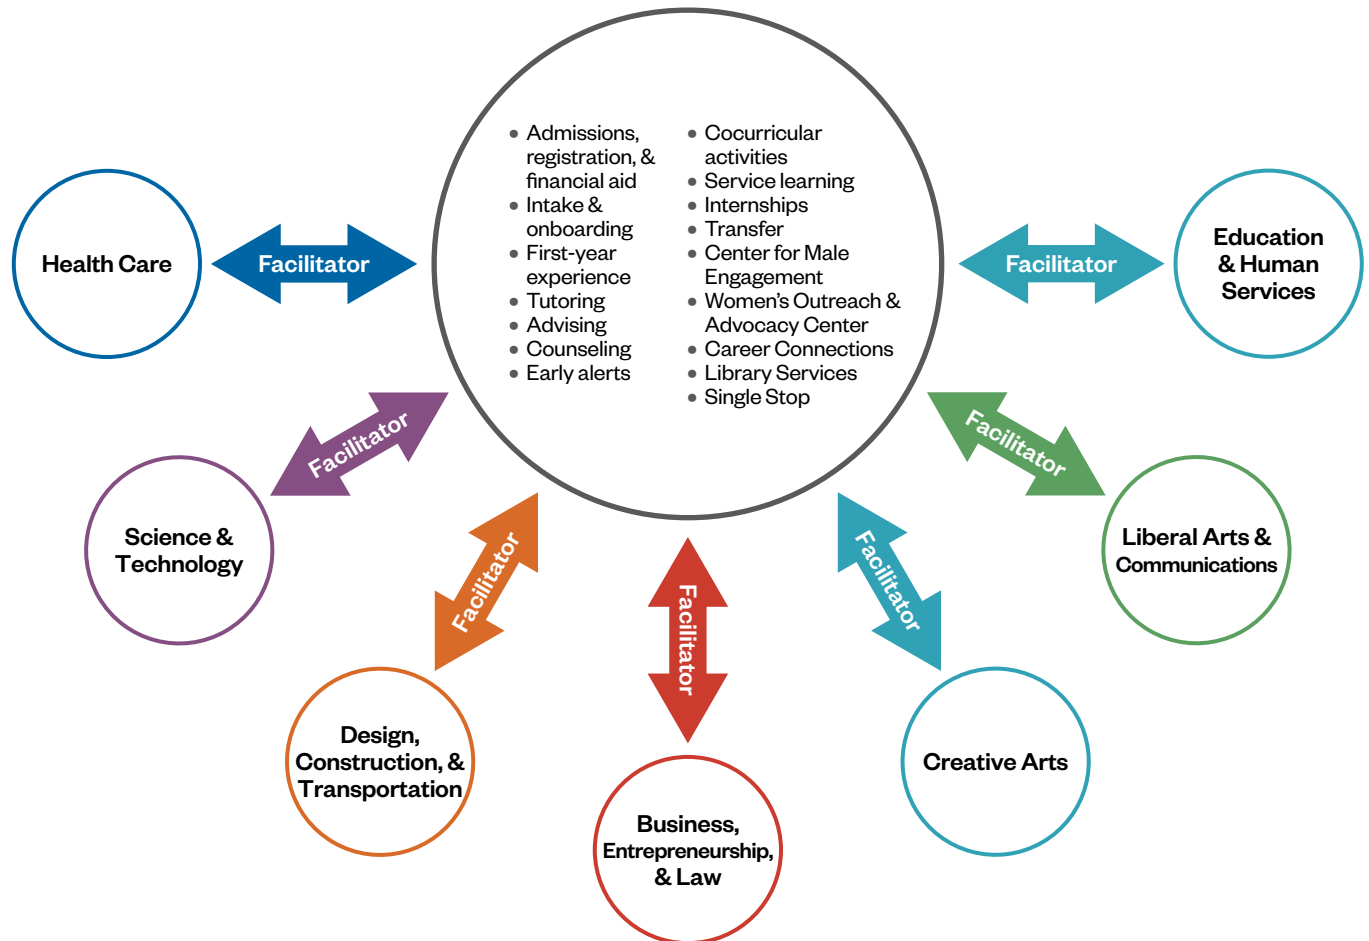 • Admissions,
registration, &
financial aid
• Intake &
onboarding
• First-year
experience
• Tutoring
• Advising
• Counseling
• Early alerts
• Cocurricular
activities
• Service learning
• Internships
• Transfer
• Center for Male
Engagement
• Women’s Outreach &
Advocacy Center
• Career Connections
• Library Services
• Single Stop
Health Care
Facilitator
Facilitator
Education
& Human
Services
Facilitator
Facilitator
Science &
Technology
Liberal Arts &
Communications
Facilitator
Facilitator
Facilitator
Design,
Construction, &
Transportation
Creative Arts
Business,
Entrepreneurship,
& Law